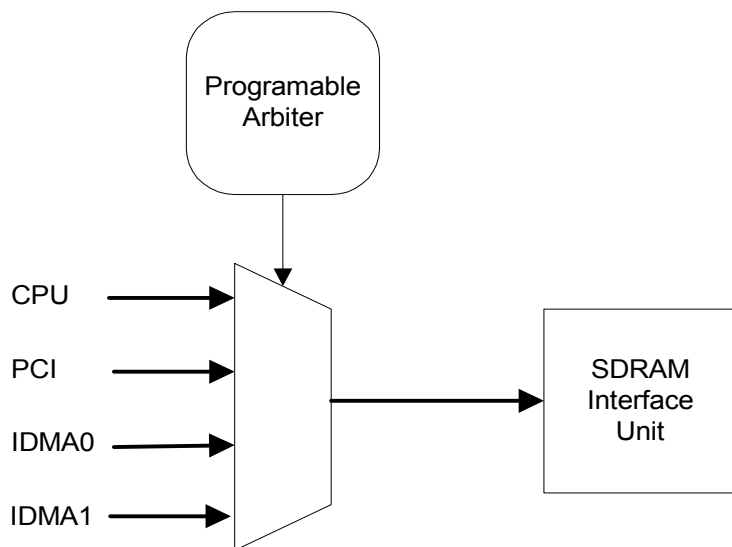 Programable
Arbiter
CPU
PCI
IDMA0
IDMA1
SDRAM
Interface
Unit